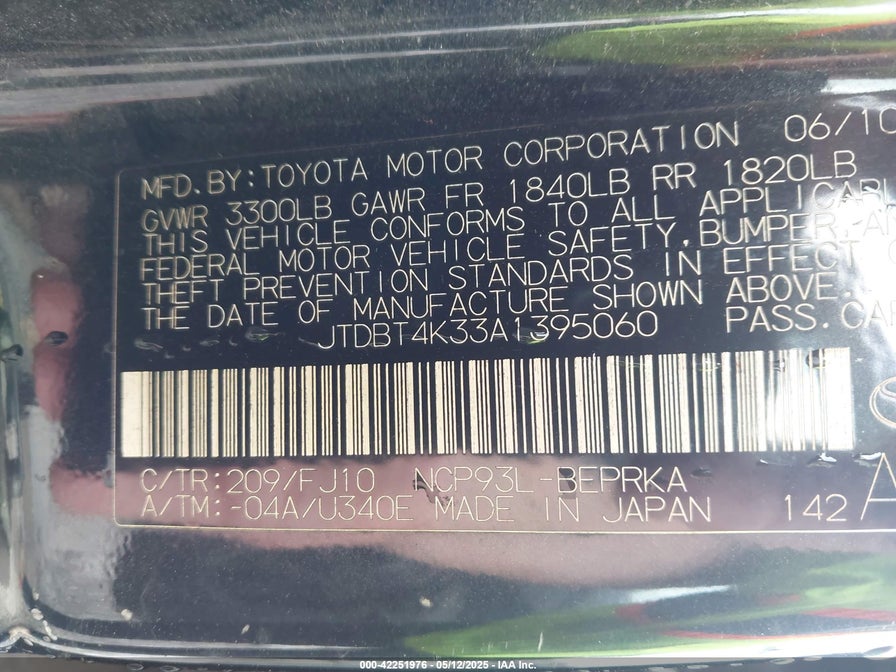 MFD.BY:TOYOTA MOTOR CORPORATION 06/10
GVWR 3300LB GAWR FR 1840LB RR 1820LB
THIS VEHICLE CONFORMS TO ALL
FEDERAL MOTOR VEHICLE SAFETY,BUMPER,
THEFT PREVENTION STANDARDS IN EFFECT
THE DATE OF MANUFACTURE SHOWN ABOVE.
JTDBT4K33A1395060 PASS.
C/TR:209/FJ10 NCP93L-BEPRKA
A/TM:-04A/U340E MADE IN JAPAN 142
000-42251976 - 05/12/2025 - IAA Inc.